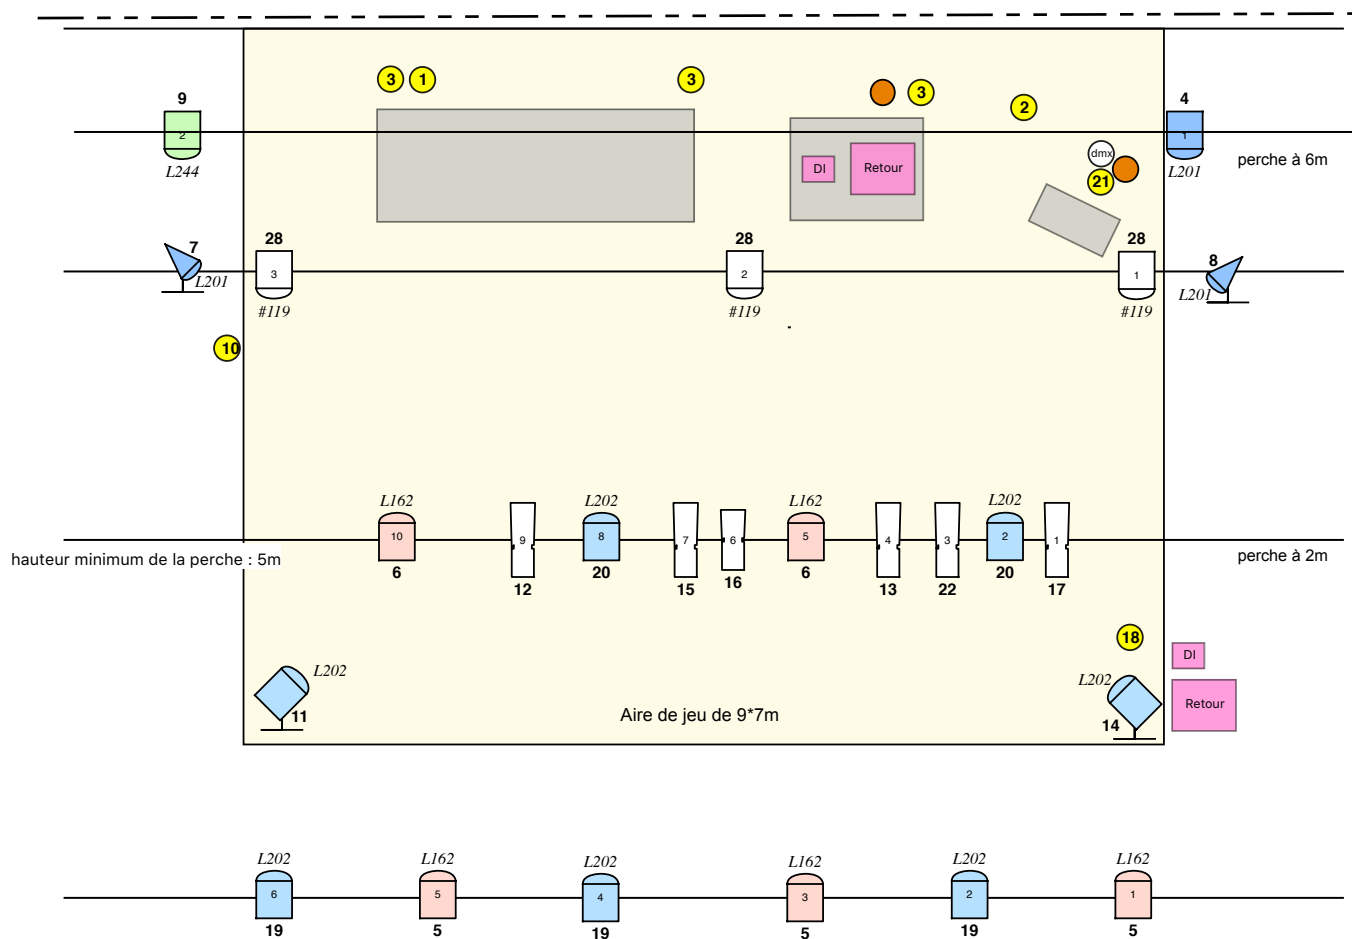 3 1 3 3 2
9 4
2 1
L244 L201
perche à 6m
dmx
DI Retour
21
28 28 28
7 8
L201 L201
3 2 1
#119 #119 #119
10
L162 L202 L162 L202
10 9 8 7 6 5 4 3 2 1
hauteur minimum de la perche : 5m
perche à 2m
6 12 20 15 16 6 13 22 20 17
18
DI
L202 L202
Retour
11 14
Aire de jeu de 9*7m
L202 L162 L202 L162 L202 L162
6 5 4 3 2 1
19 5 19 5 19 5